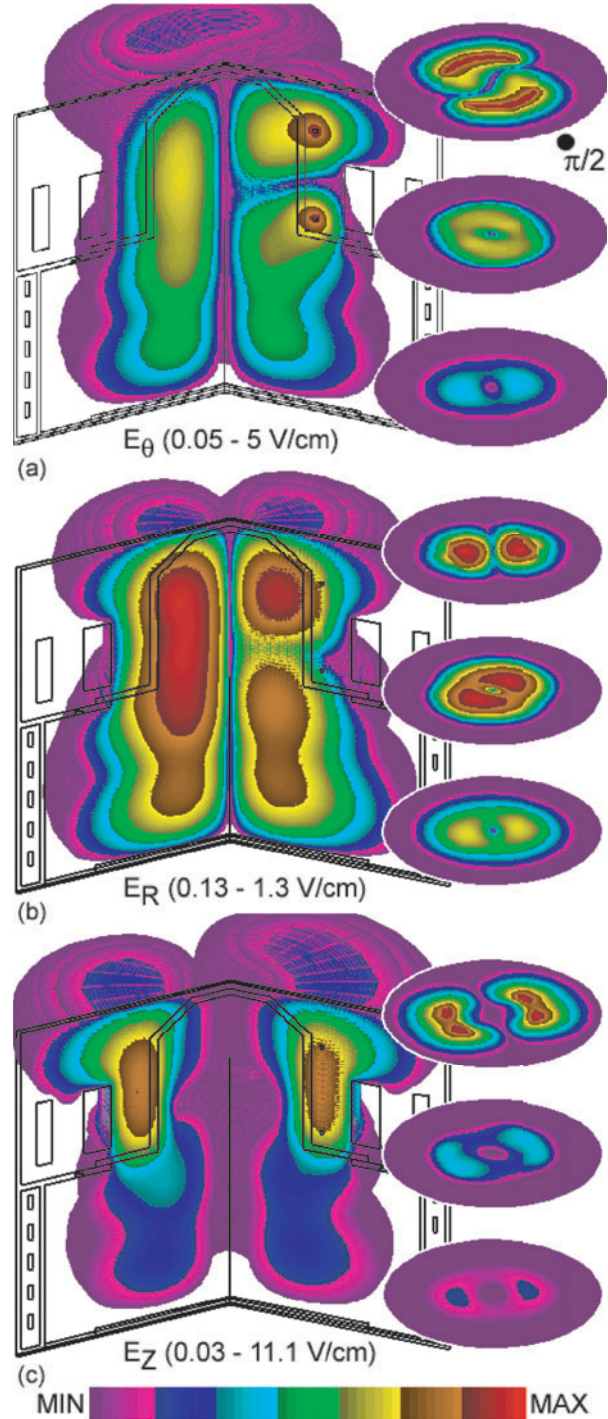 π/2
E_θ (0.05 - 5 V/cm)
(a)
E_R (0.13 - 1.3 V/cm)
(b)
E_Z (0.03 - 11.1 V/cm)
(c)
MIN MAX